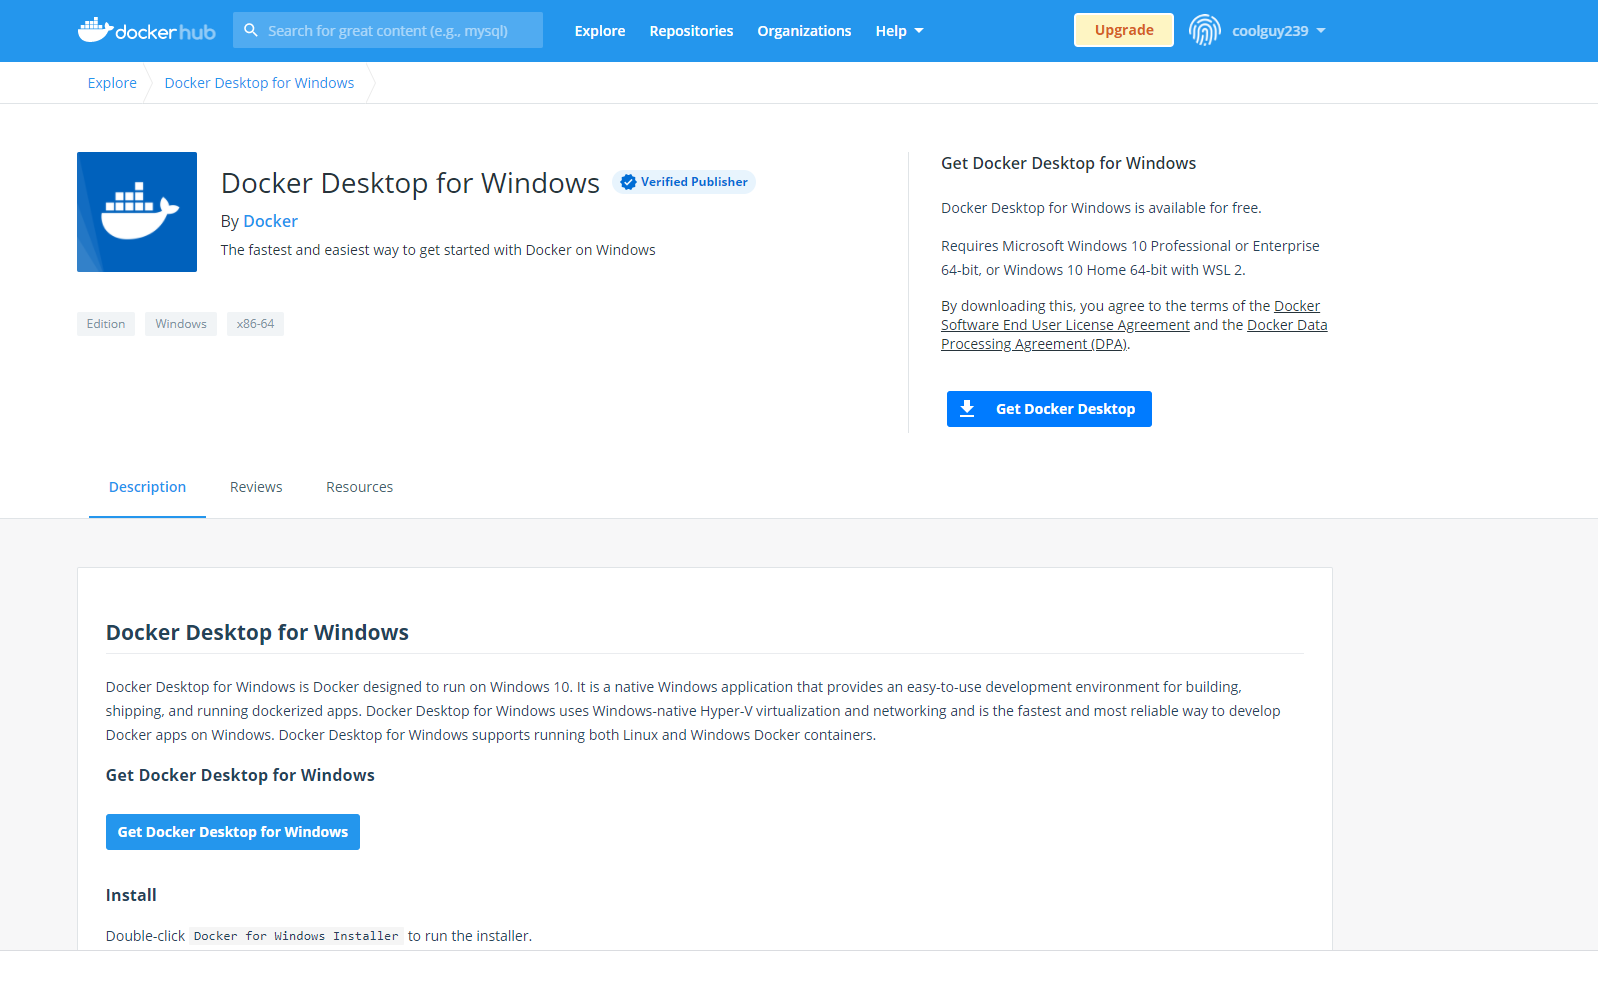 docker hub
Search for great content (e.g., mysql)
Explore
Repositories
Organizations
Help
Upgrade
coolguy239
Explore
Docker Desktop for Windows
Docker Desktop for Windows
Verified Publisher
By Docker
The fastest and easiest way to get started with Docker on Windows
Edition
Windows
x86-64
Get Docker Desktop for Windows
Docker Desktop for Windows is available for free.
Requires Microsoft Windows 10 Professional or Enterprise
64-bit, or Windows 10 Home 64-bit with WSL 2.
By downloading this, you agree to the terms of the Docker
Software End User License Agreement and the Docker Data
Processing Agreement (DPA).
Get Docker Desktop
Description
Reviews
Resources
Docker Desktop for Windows
Docker Desktop for Windows is Docker designed to run on Windows 10. It is a native Windows application that provides an easy-to-use development environment for building,
shipping, and running dockerized apps. Docker Desktop for Windows uses Windows-native Hyper-V virtualization and networking and is the fastest and most reliable way to develop
Docker apps on Windows. Docker Desktop for Windows supports running both Linux and Windows Docker containers.
Get Docker Desktop for Windows
Get Docker Desktop for Windows
Install
Double-click Docker for Windows Installer to run the installer.